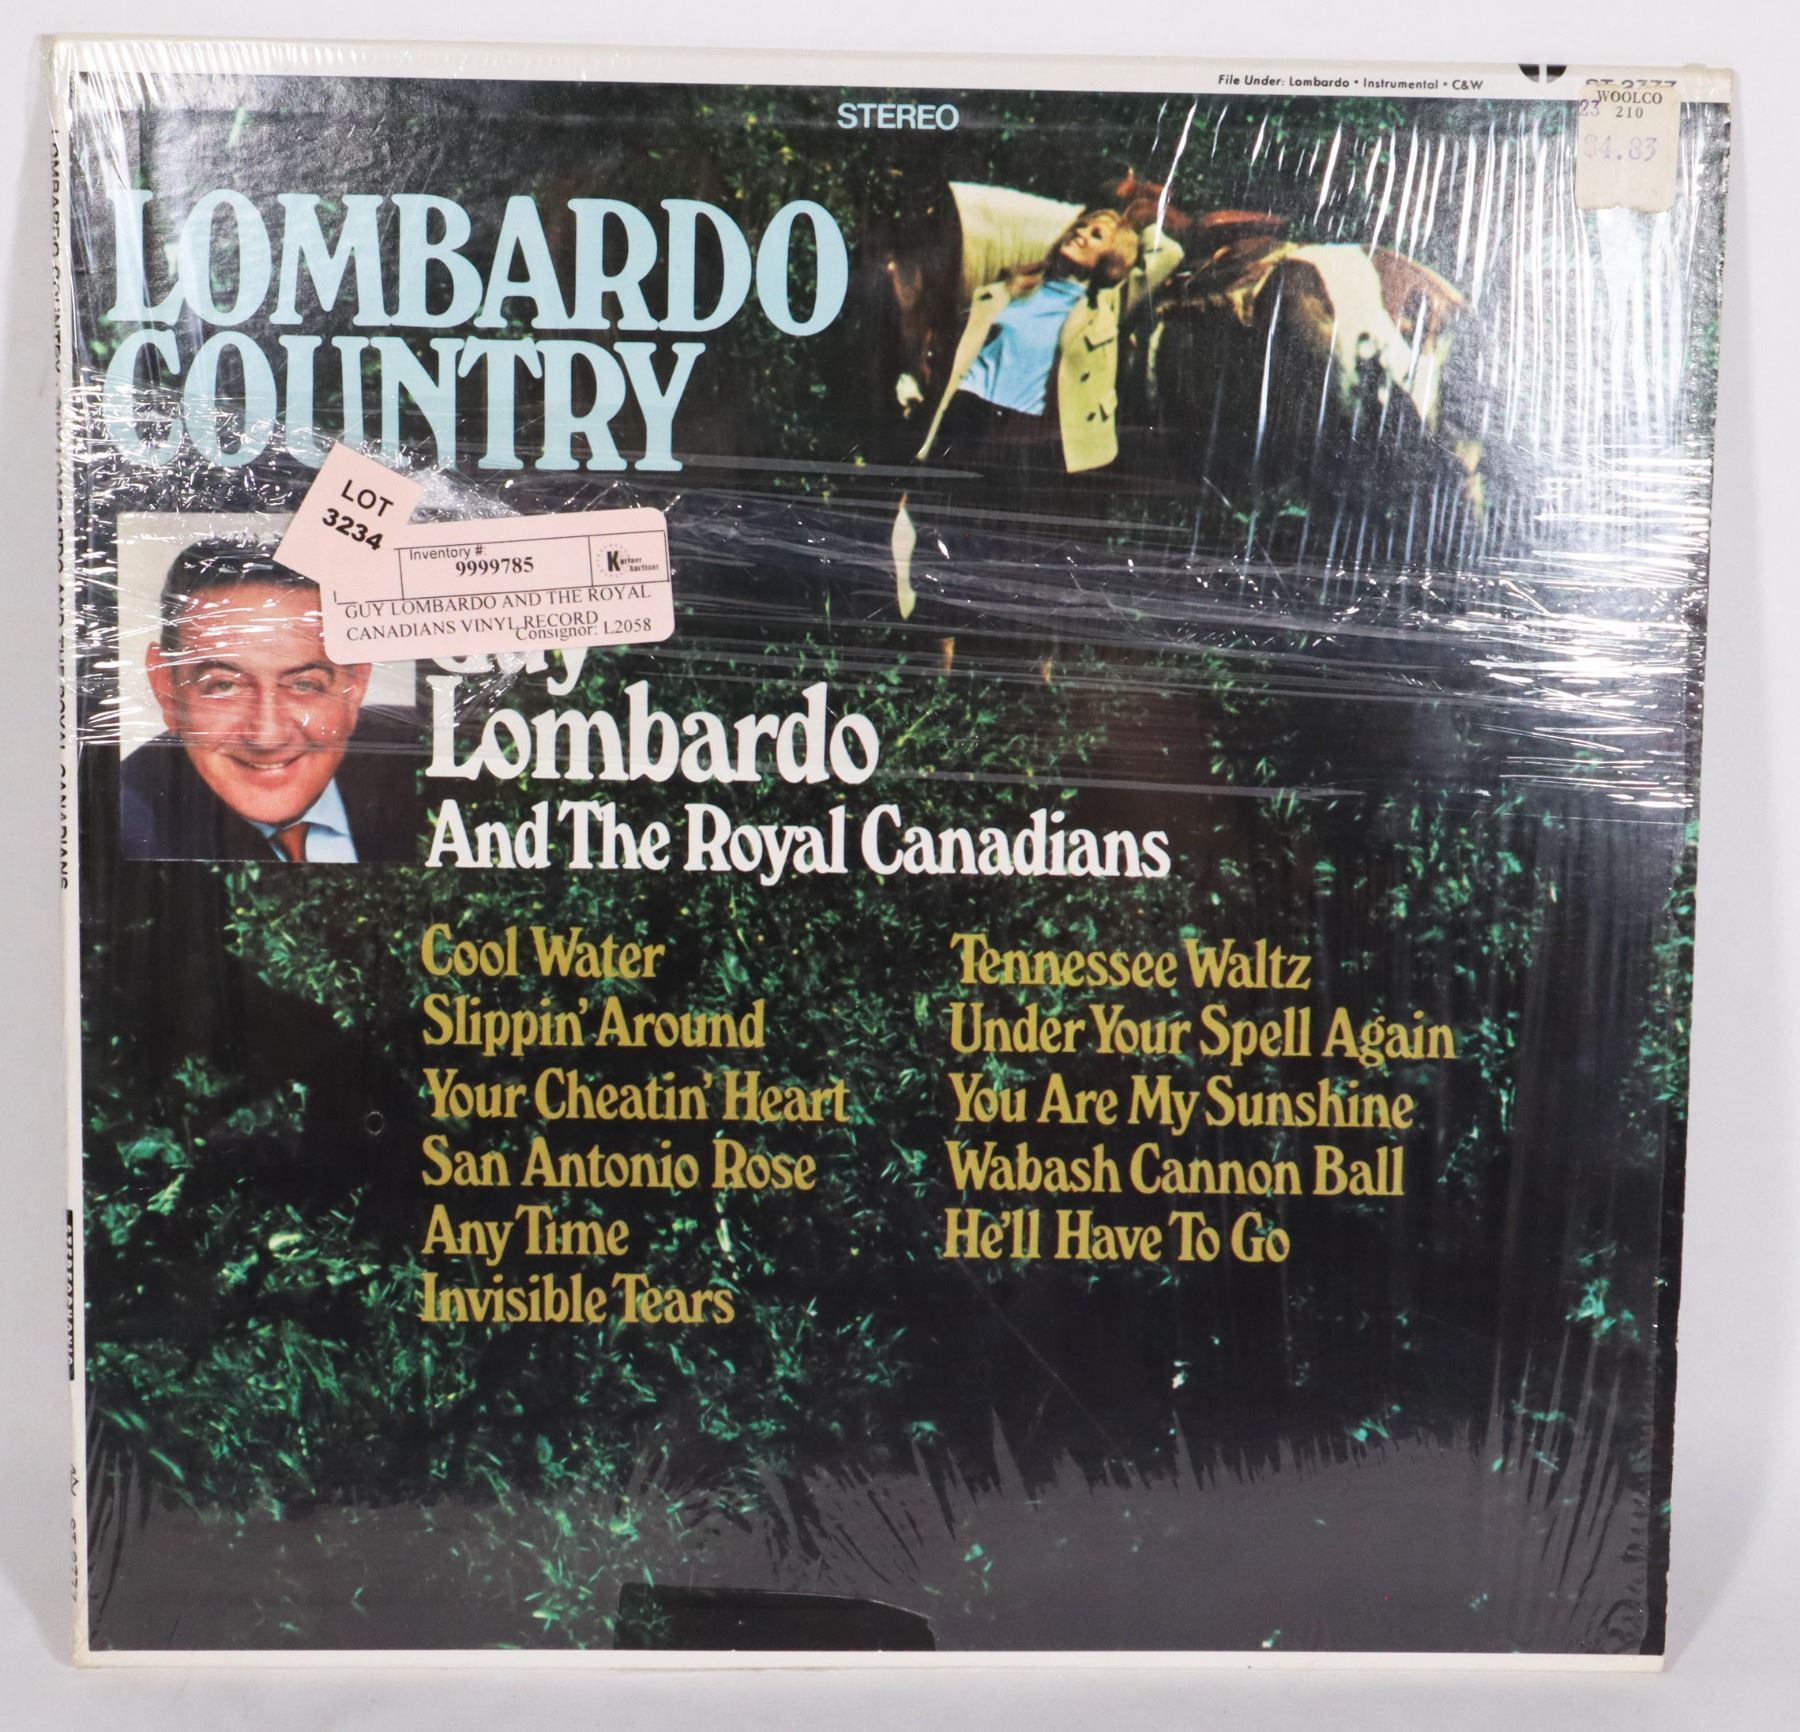 File Under: Lombardo • Instrumental • C&W
WOOLCO
23 210
$4.83
STEREO
LOMBARDO
COUNTRY
LOT
3234
Inventory #:
9999785
GUY LOMBARDO AND THE ROYAL
CANADIANS VINYL RECORD
Consignor: L2058
Guy
Lombardo
And The Royal Canadians
Cool Water
Slippin' Around
Your Cheatin' Heart
San Antonio Rose
Any Time
Invisible Tears
Tennessee Waltz
Under Your Spell Again
You Are My Sunshine
Wabash Cannon Ball
He'll Have To Go